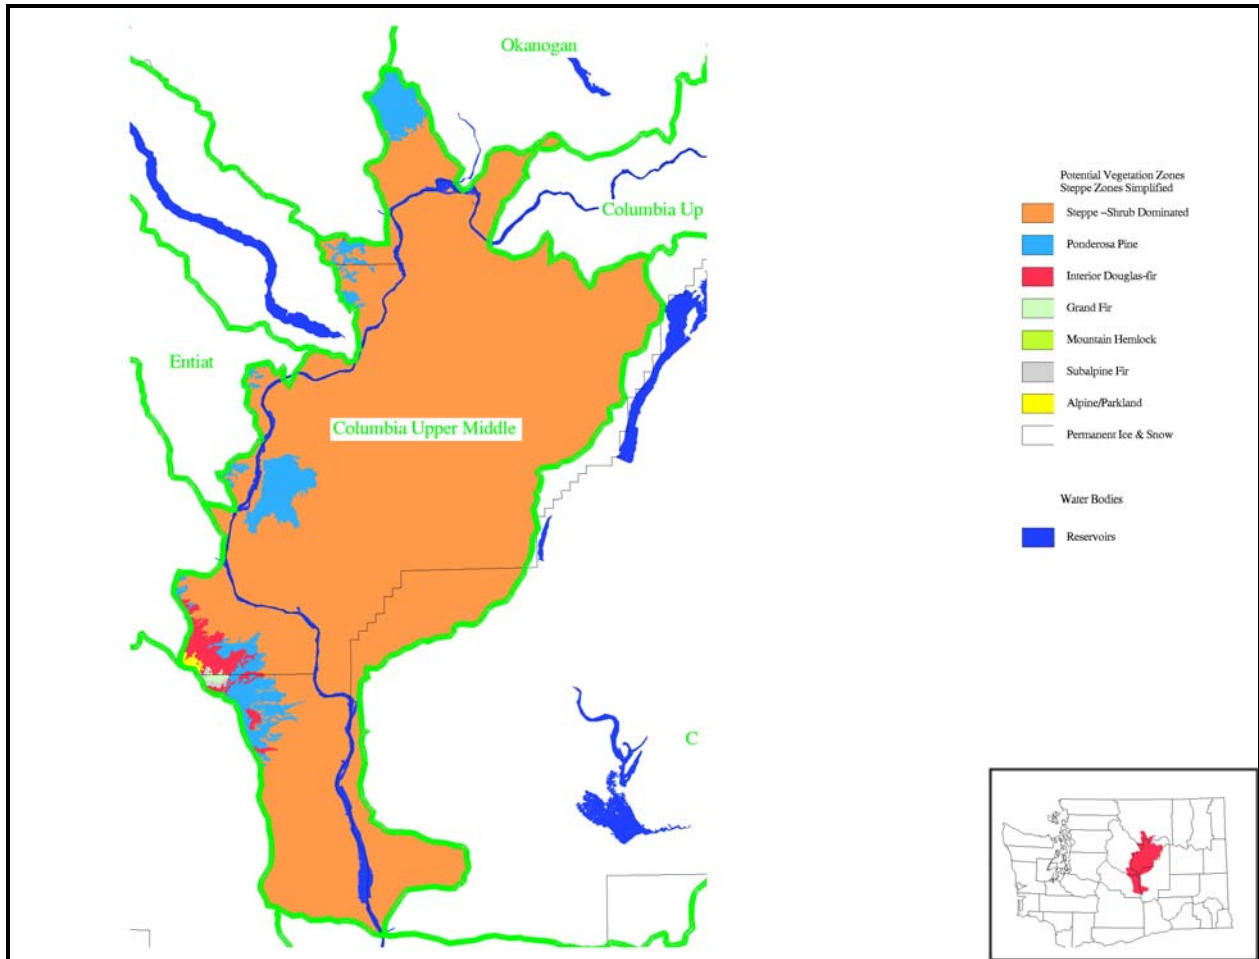 Okanogan
Columbia Up
Entiat
Columbia Upper Middle
C
Potential Vegetation Zones
Steppe Zones Simplified
Steppe –Shrub Dominated
Ponderosa Pine
Interior Douglas-fir
Grand Fir
Mountain Hemlock
Subalpine Fir
Alpine/Parkland
Permanent Ice & Snow
Water Bodies
Reservoirs